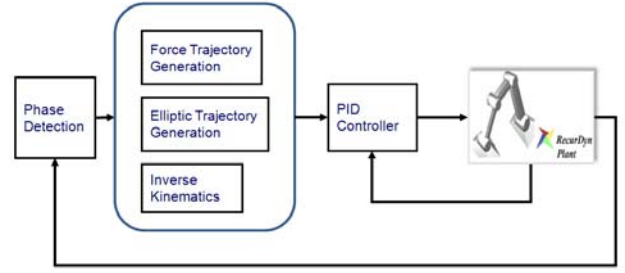 Force Trajectory
Generation
Phase
Detection
Elliptic Trajectory
Generation
Inverse
Kinematics
PID
Controller
RecurDyn
Plant